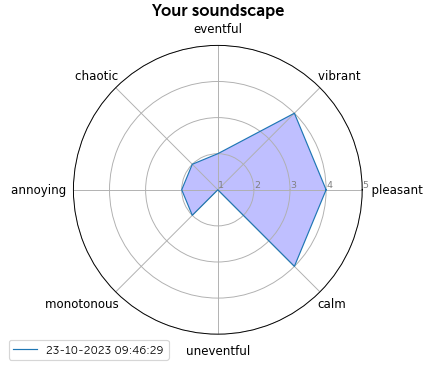 Your soundscape
eventful
chaotic
vibrant
annoying
1 2 3 4 5
pleasant
monotonous
calm
23-10-2023 09:46:29
uneventful